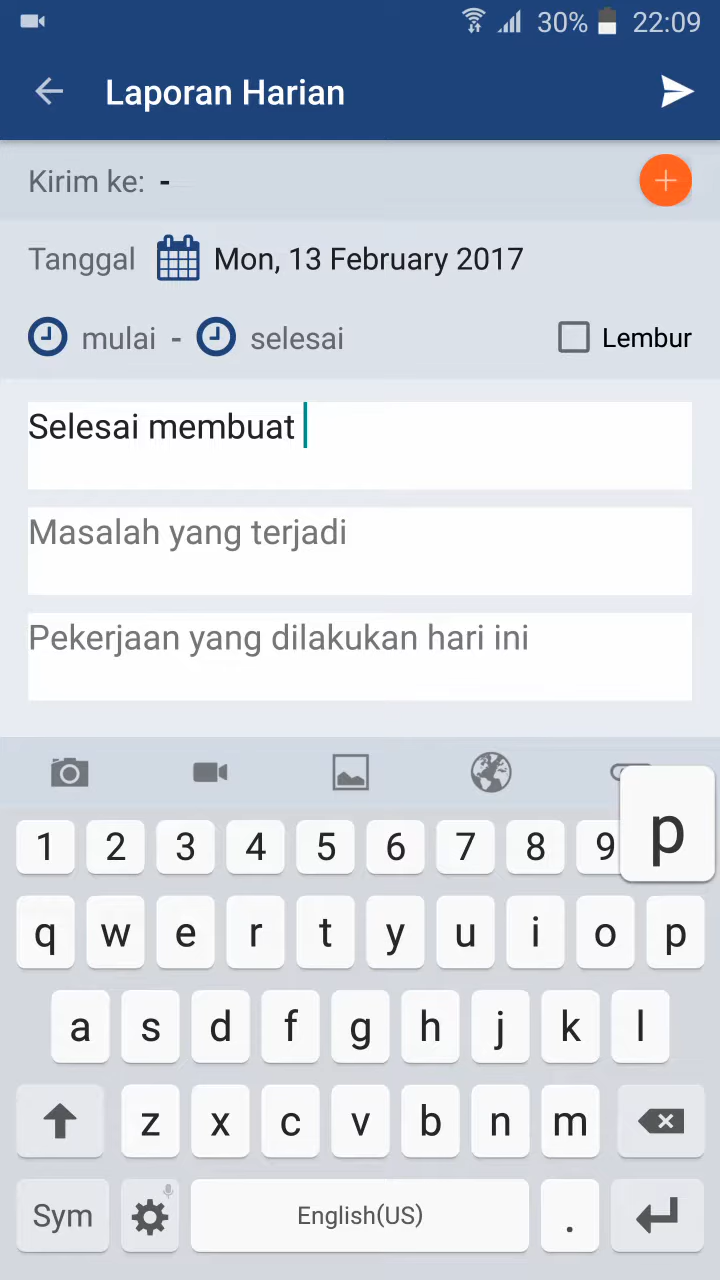 30% 22:09
Laporan Harian
Kirim ke: -
Tanggal Mon, 13 February 2017
mulai - selesai Lembur
Selesai membuat
Masalah yang terjadi
Pekerjaan yang dilakukan hari ini
p
1 2 3 4 5 6 7 8 9
q w e r t y u i o p
a s d f g h j k l
z x c v b n m
Sym English(US) .